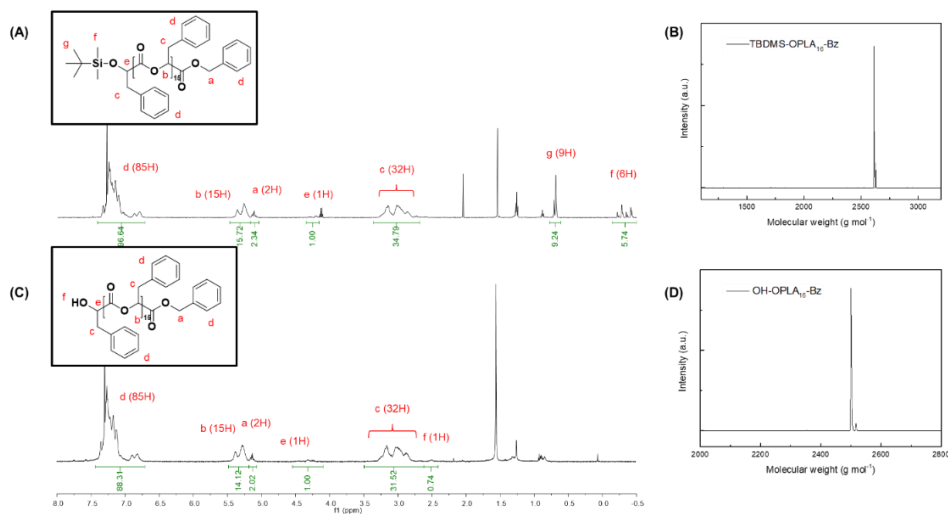 (A)
d
f
O
c
g
Si
O
e
O
d
b
15
O
O
a
d
c
d
d (85H)
b (15H)
a (2H)
e (1H)
c (32H)
g (9H)
f (6H)
96.64
15.72
2.34
1.00
34.79
9.24
5.74
(B)
TBDMS-OPLA16-Bz
Intensity (a.u.)
1500
2000
2500
3000
Molecular weight (g mol-1)
(C)
d
f
O
c
HO
e
O
b
15
O
O
a
d
c
d
d (85H)
b (15H)
a (2H)
e (1H)
c (32H)
f (1H)
88.31
14.12
2.02
1.00
31.52
0.74
8.0
7.5
7.0
6.5
6.0
5.5
5.0
4.5
4.0
3.5
3.0
2.5
2.0
1.5
1.0
0.5
0.0
-0.5
f1 (ppm)
(D)
OH-OPLA16-Bz
Intensity (a.u.)
2000
2200
2400
2600
2800
Molecular weight (g mol-1)